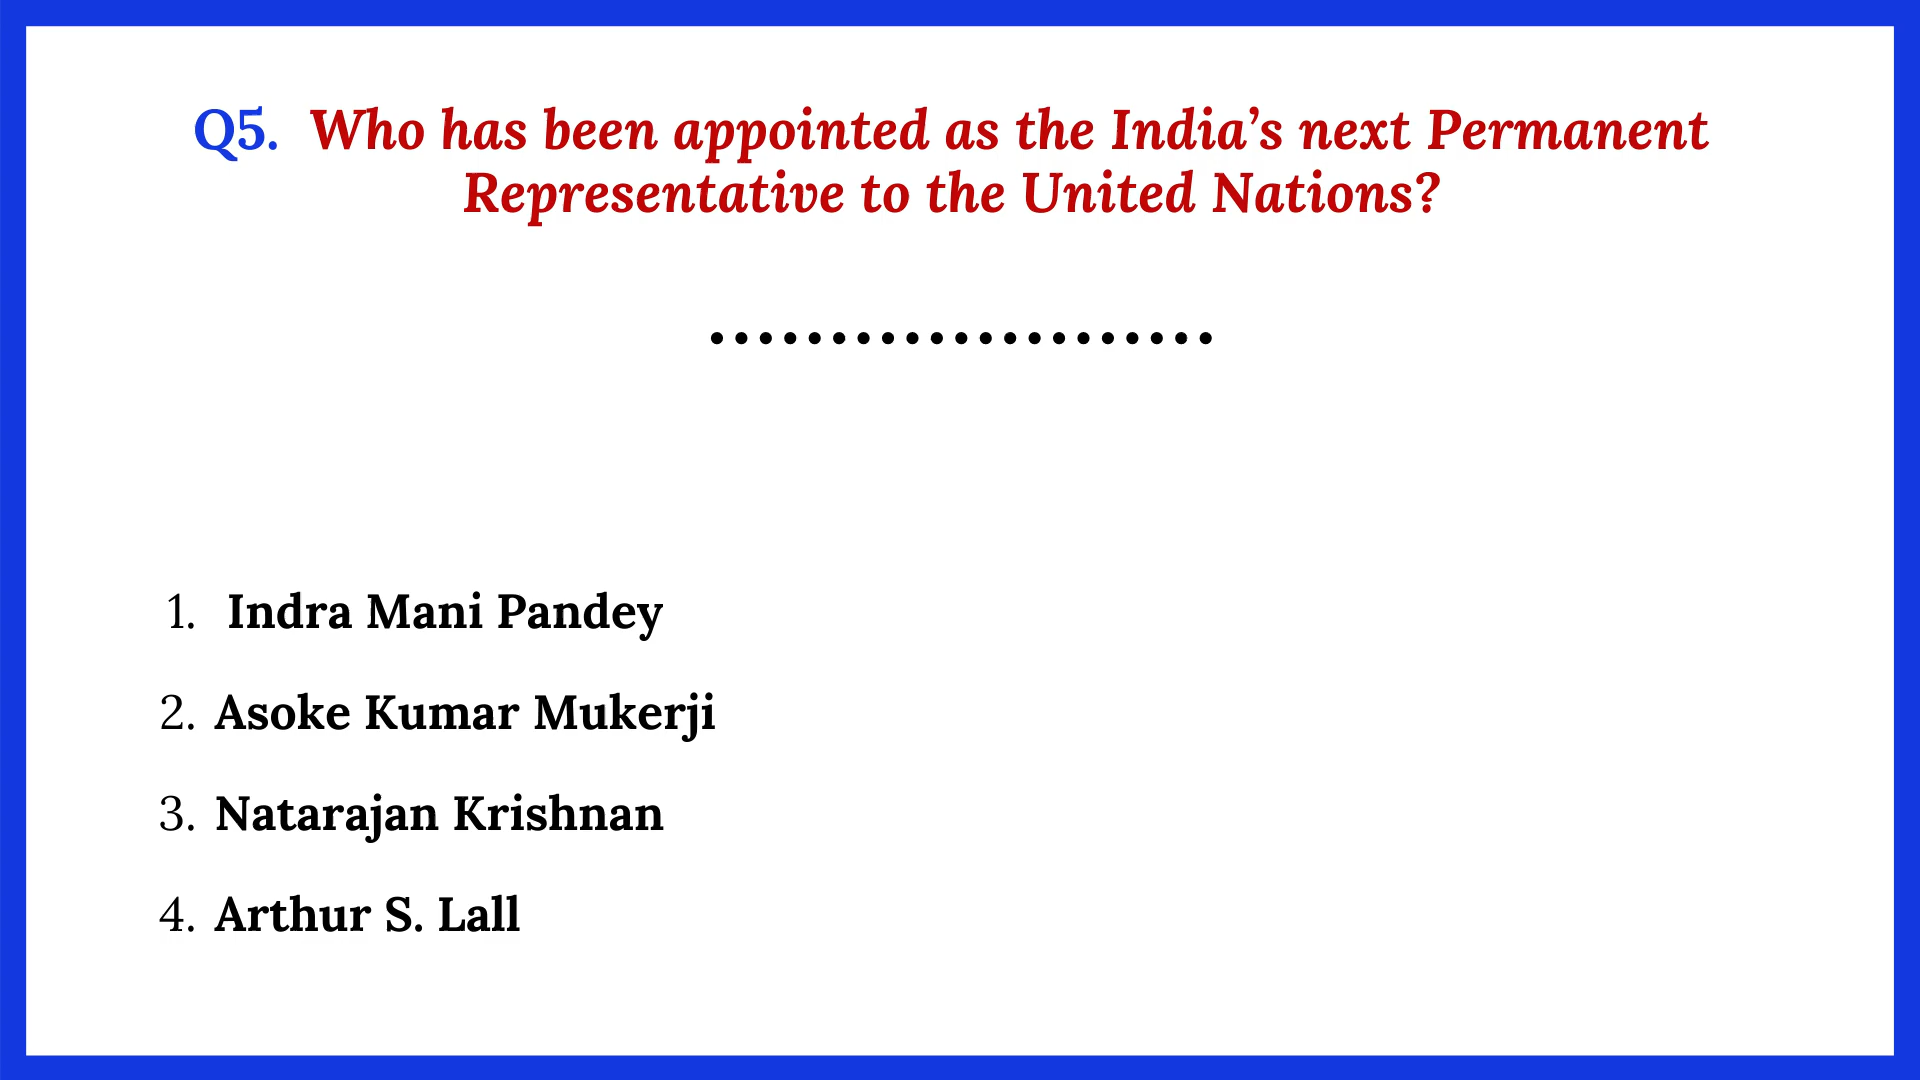 Q5. Who has been appointed as the India’s next Permanent
Representative to the United Nations?
1. Indra Mani Pandey
2. Asoke Kumar Mukerji
3. Natarajan Krishnan
4. Arthur S. Lall